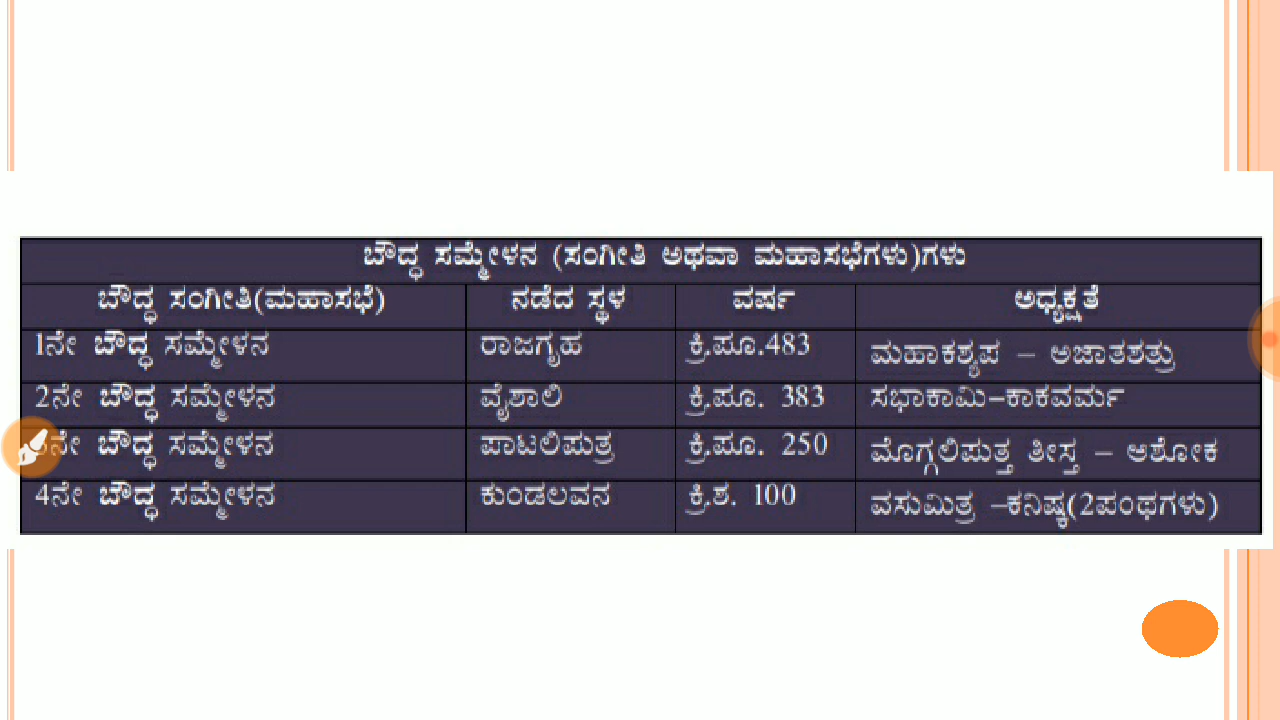 ಬೌದ್ಧ ಸಮ್ಮೇಳನ (ಸಂಗೀತಿ ಅಥವಾ ಮಹಾಸಭೆಗಳು)ಗಳು
ಬೌದ್ಧ ಸಂಗೀತಿ(ಮಹಾಸಭೆ) ನಡೆದ ಸ್ಥಳ ವರ್ಷ ಅಧ್ಯಕ್ಷತೆ
1ನೇ ಬೌದ್ಧ ಸಮ್ಮೇಳನ ರಾಜಗೃಹ ಕ್ರಿ.ಪೂ.483 ಮಹಾಕಶ್ಯಪ – ಅಜಾತಶತ್ರು
2ನೇ ಬೌದ್ಧ ಸಮ್ಮೇಳನ ವೈಶಾಲಿ ಕ್ರಿ.ಪೂ. 383 ಸಭಾಕಾಮಿ–ಕಾಕವರ್ಮ
3ನೇ ಬೌದ್ಧ ಸಮ್ಮೇಳನ ಪಾಟಲಿಪುತ್ರ ಕ್ರಿ.ಪೂ. 250 ಮೊಗ್ಗಲಿಪುತ್ತ ತೀಸ್ತ – ಅಶೋಕ
4ನೇ ಬೌದ್ಧ ಸಮ್ಮೇಳನ ಕುಂಡಲವನ ಕ್ರಿ.ಶ. 100 ವಸುಮಿತ್ರ –ಕನಿಷ್ಕ(2ಪಂಥಗಳು)